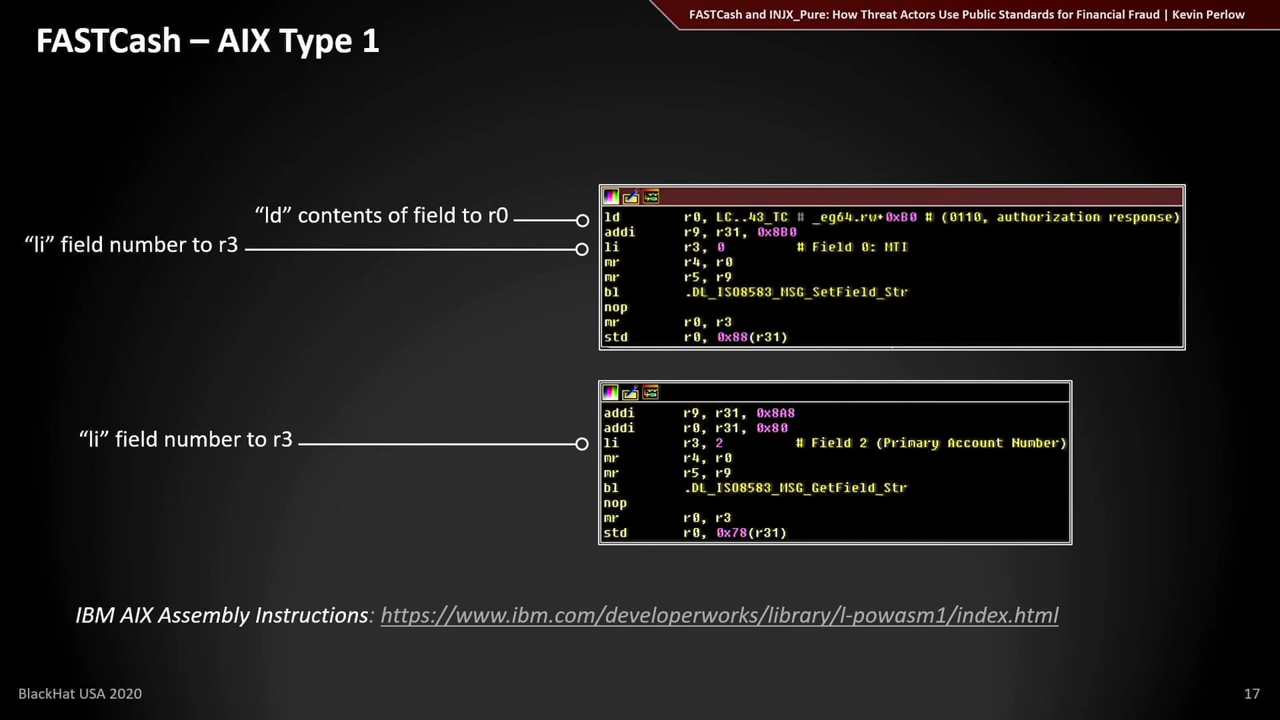 FASTCash and INJX_Pure: How Threat Actors Use Public Standards for Financial Fraud | Kevin Perlow
FASTCash – AIX Type 1
“ld” contents of field to r0
“li” field number to r3
ld r0, LC..43_TC # _eg64.rw+0xB0 # (0110, authorization response)
addi r9, r31, 0x8B0
li r3, 0 # Field 0: MTI
mr r4, r0
mr r5, r9
bl .DL_ISO8583_MSG_SetField_Str
nop
mr r0, r3
std r0, 0x88(r31)
“li” field number to r3
addi r9, r31, 0x8A8
addi r0, r31, 0x80
li r3, 2 # Field 2 (Primary Account Number)
mr r4, r0
mr r5, r9
bl .DL_ISO8583_MSG_GetField_Str
nop
mr r0, r3
std r0, 0x78(r31)
IBM AIX Assembly Instructions: https://www.ibm.com/developerworks/library/l-powasm1/index.html
BlackHat USA 2020
17